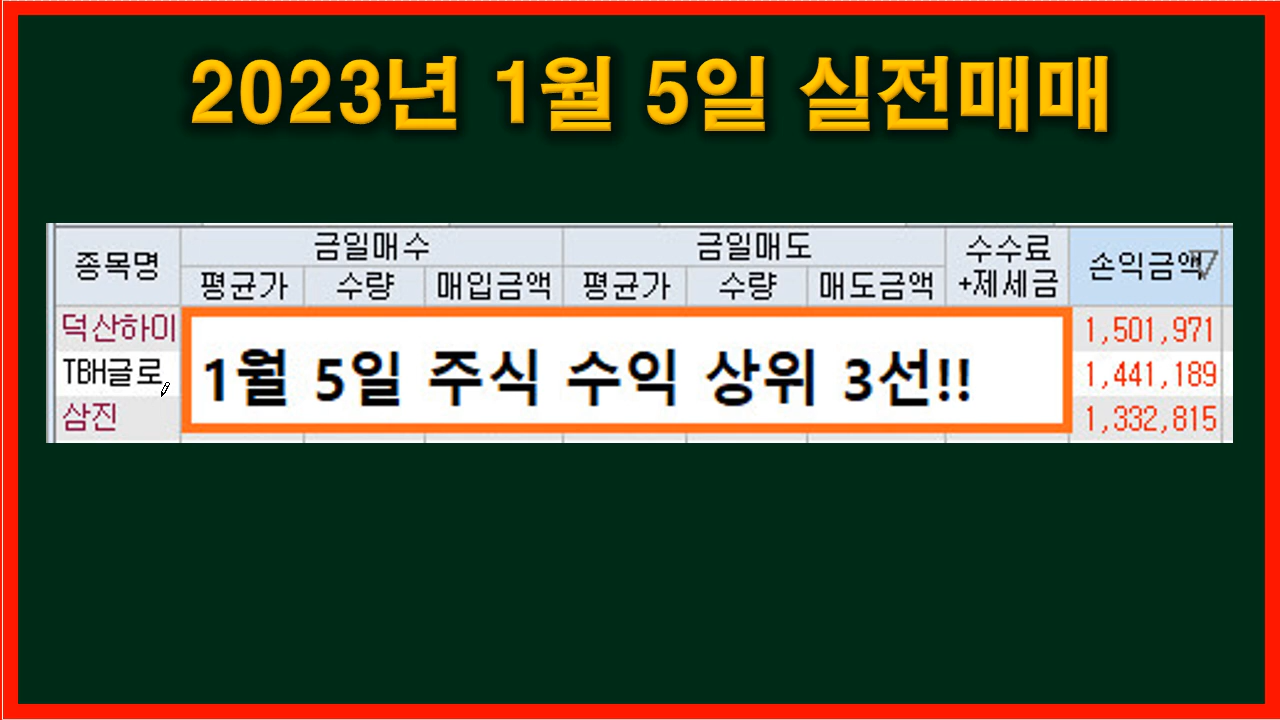 2023년 1월 5일 실전매매
종목명 금일매수 금일매도 수수료 +제세금 손익금액
평균가 수량 매입금액 평균가 수량 매도금액
덕산하이 1,501,971
TBH글로 1,441,189
삼진 1,332,815
1월 5일 주식 수익 상위 3선!!